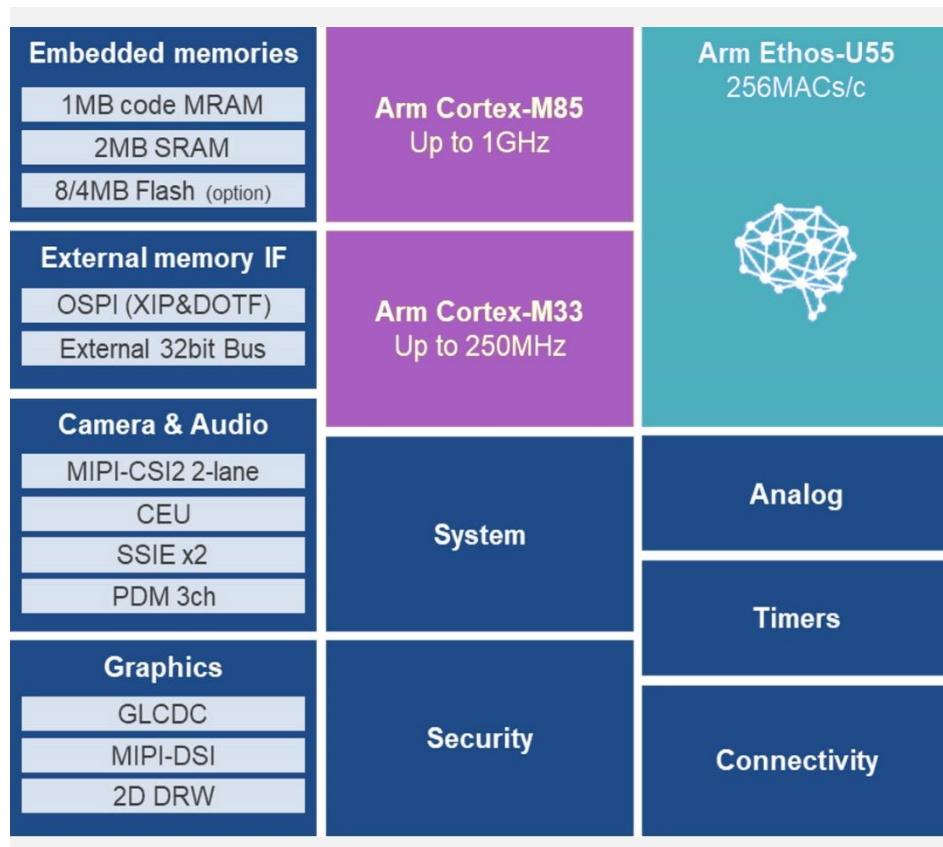 Embedded memories
1MB code MRAM
2MB SRAM
8/4MB Flash (option)
External memory IF
OSPI (XIP&DOTF)
External 32bit Bus
Camera & Audio
MIPI-CSI2 2-lane
CEU
SSIE x2
PDM 3ch
Graphics
GLCDC
MIPI-DSI
2D DRW
Arm Cortex-M85
Up to 1GHz
Arm Cortex-M33
Up to 250MHz
System
Security
Arm Ethos-U55
256MACs/c
Analog
Timers
Connectivity